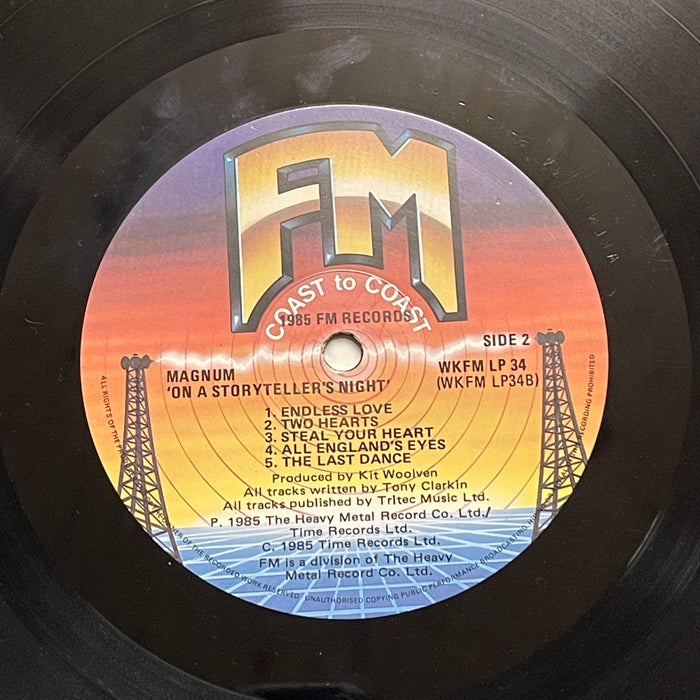 FM
COAST to COAST
1985 FM RECORDS
SIDE 2
MAGNUM
'ON A STORYTELLER'S NIGHT'
WKFM LP 34
(WKFM LP34B)
1. ENDLESS LOVE
2. TWO HEARTS
3. STEAL YOUR HEART
4. ALL ENGLAND'S EYES
5. THE LAST DANCE
Produced by Kit Woolven
All tracks written by Tony Clarkin
All tracks published by TrItec Music Ltd.
P. 1985 The Heavy Metal Record Co. Ltd./
Time Records Ltd.
C. 1985 Time Records Ltd.
FM is a division of The Heavy
Metal Record Co. Ltd.
ALL RIGHTS OF THE OWNER OF THE RECORDED WORK RESERVED UNAUTHORISED COPYING PUBLIC PERFORMANCE BROADCASTING RECORDING PROHIBITED